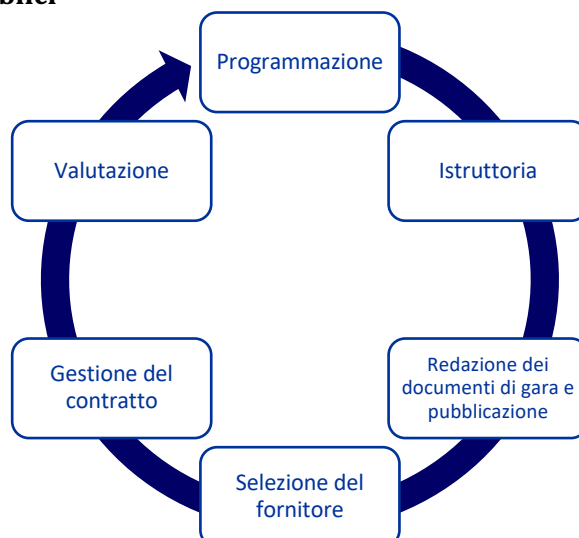 Programmazione
Istruttoria
Redazione dei
documenti di gara e
pubblicazione
Selezione del
fornitore
Gestione del
contratto
Valutazione